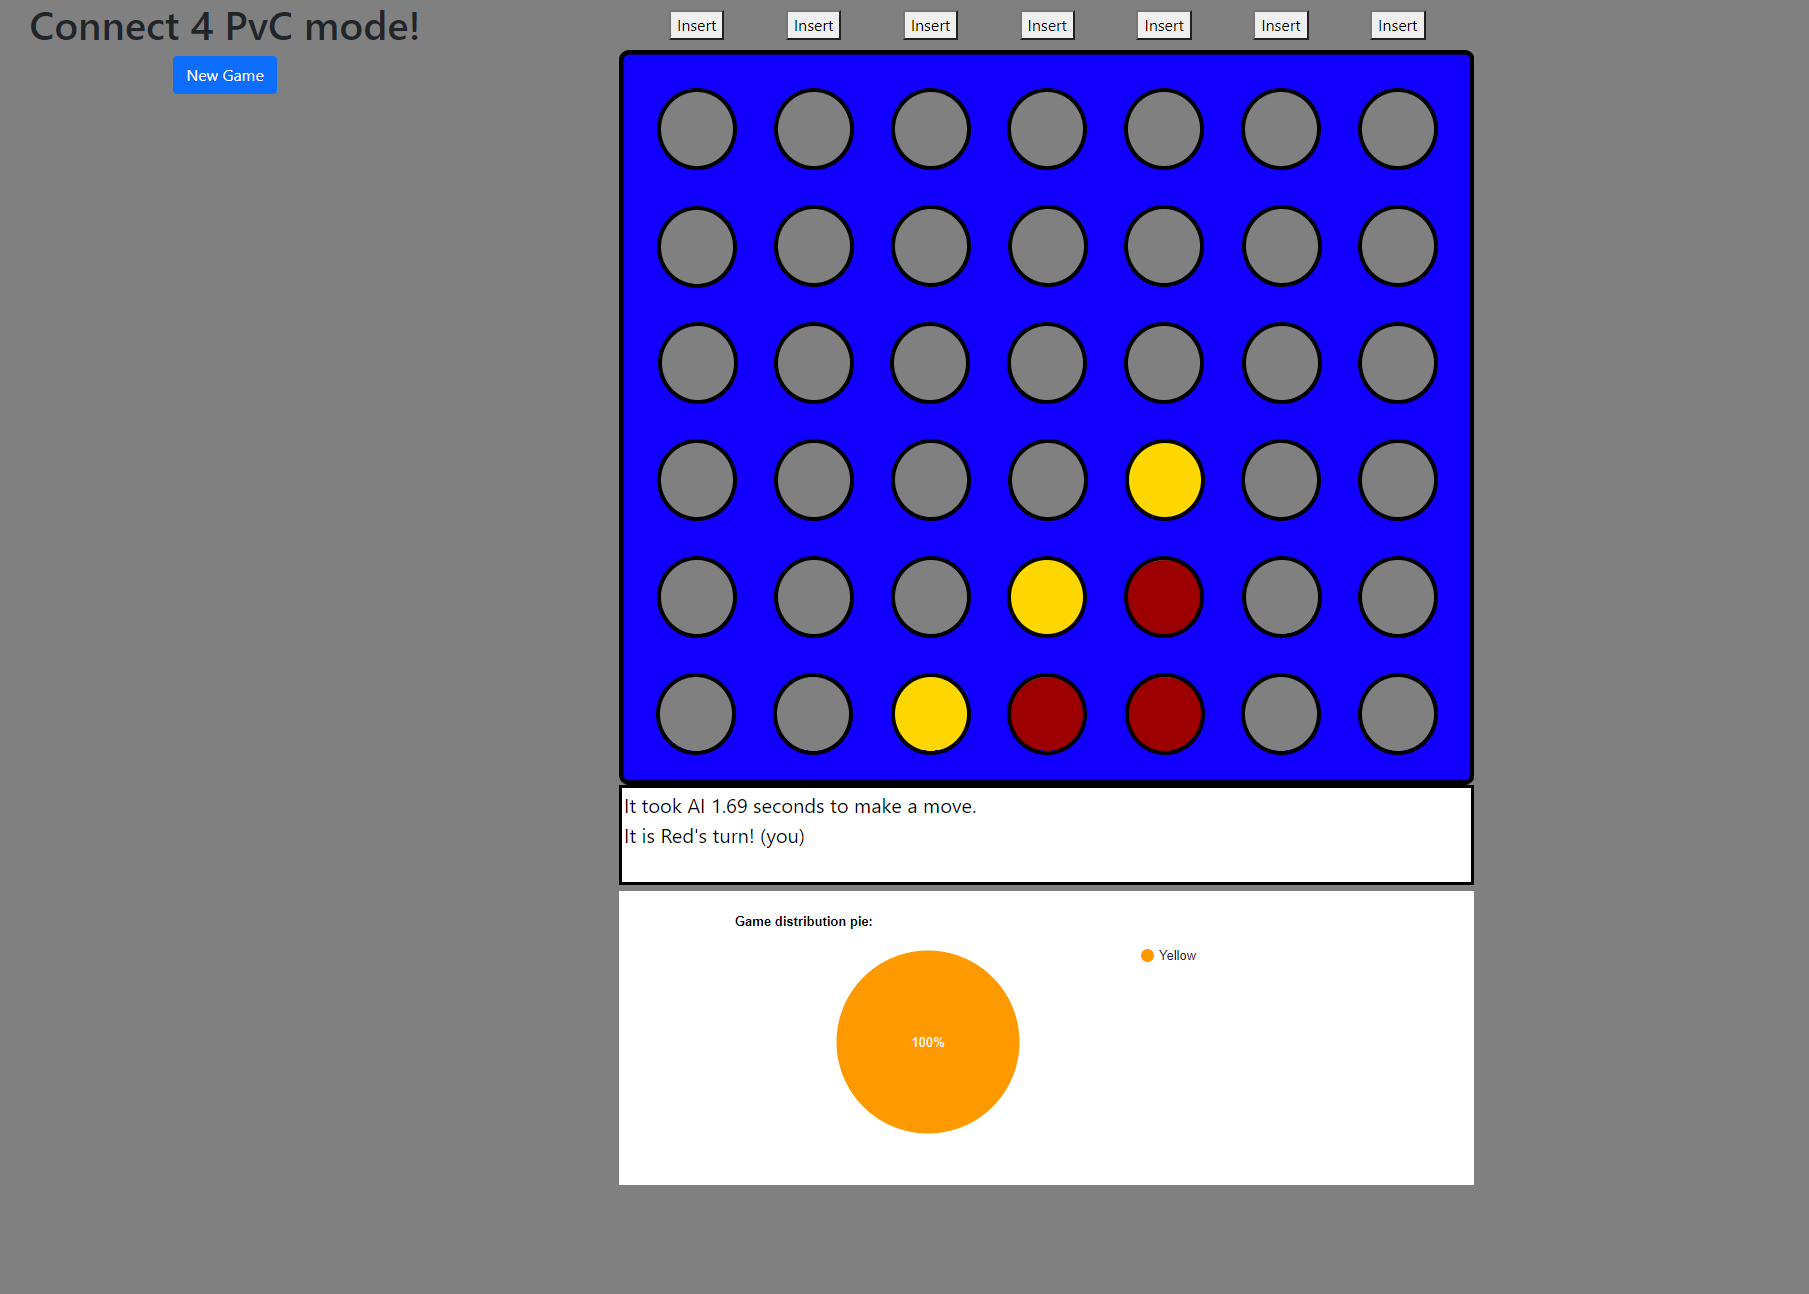 Connect 4 PvC mode!
New Game
Insert Insert Insert Insert Insert Insert Insert
It took AI 1.69 seconds to make a move.
It is Red's turn! (you)
Game distribution pie:
Yellow
100%